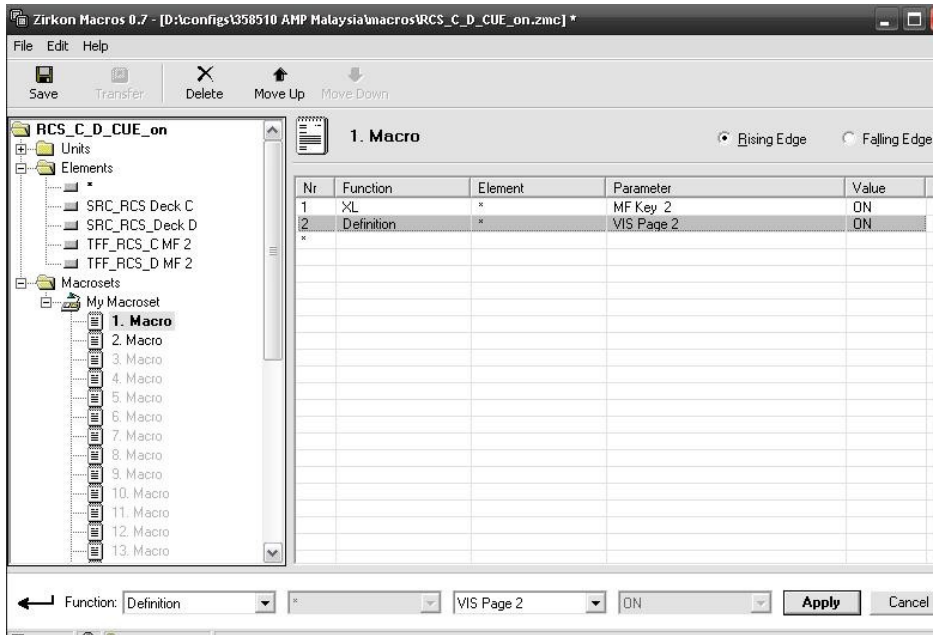 Zirkon Macros 0.7 - [D:\configs\358510 AMP Malaysia\macros\RCS_C_D_CUE_on.zmc] *
File Edit Help
Save Transfer Delete Move Up Move Down
RCS_C_D_CUE_on
Units
Elements
*
SRC_RCS Deck C
SRC_RCS_Deck D
TFF_RCS_C MF 2
TFF_RCS_D MF 2
Macrosets
My Macroset
1. Macro
2. Macro
3. Macro
4. Macro
5. Macro
6. Macro
7. Macro
8. Macro
9. Macro
10. Macro
11. Macro
12. Macro
13. Macro
1. Macro Rising Edge Falling Edge
Nr Function Element Parameter Value
1 XL * MF Key 2 ON
2 Definition * VIS Page 2 ON
*
Function: Definition * VIS Page 2 ON Apply Cancel